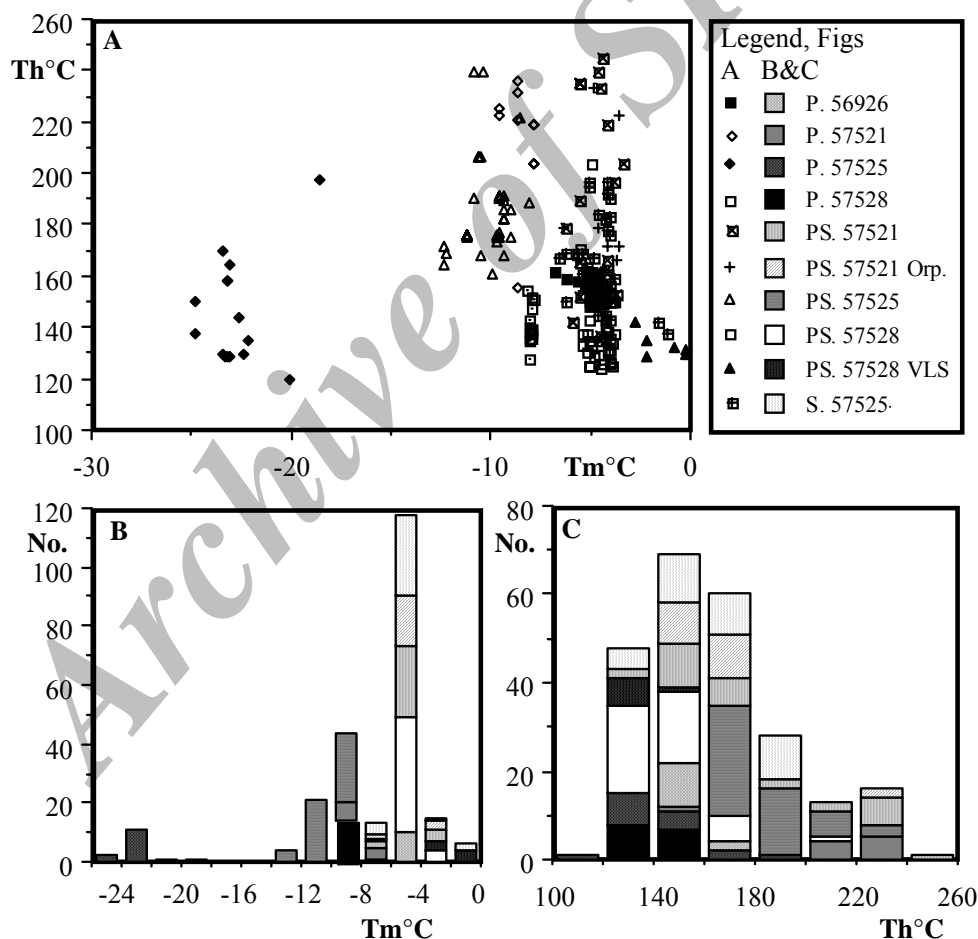 260
240
220
200
180
160
140
120
100
Th°C
A
-30
-20
-10
Tm°C
0
Legend, Figs
A B&C
P. 56926
P. 57521
P. 57525
P. 57528
PS. 57521
PS. 57521 Orp.
PS. 57525
PS. 57528
PS. 57528 VLS
S. 57525.
120
No.
100
80
60
40
20
0
B
-24
-20
-16
-12
-8
-4
0
Tm°C
80
No.
60
40
20
0
C
100
140
180
220
260
Th°C
Archive of S